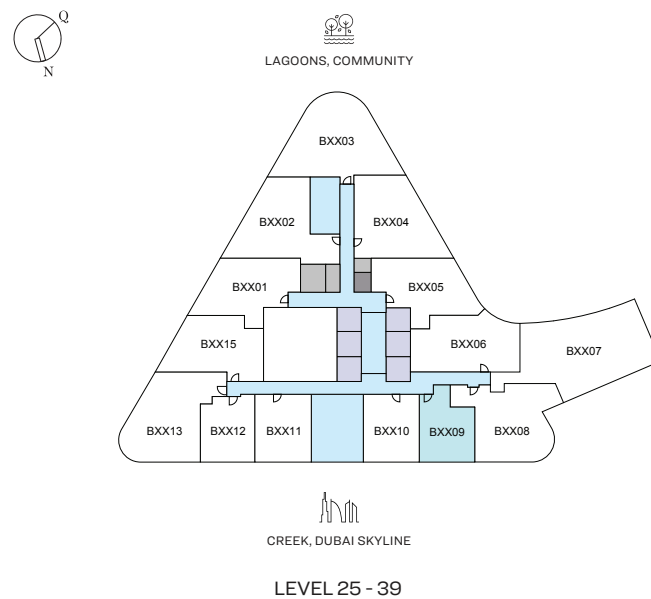 Q
N
LAGOONS, COMMUNITY
BXX03
BXX02
BXX04
BXX01
BXX05
BXX15
BXX06
BXX07
BXX13
BXX12
BXX11
BXX10
BXX09
BXX08
CREEK, DUBAI SKYLINE
LEVEL 25 - 39